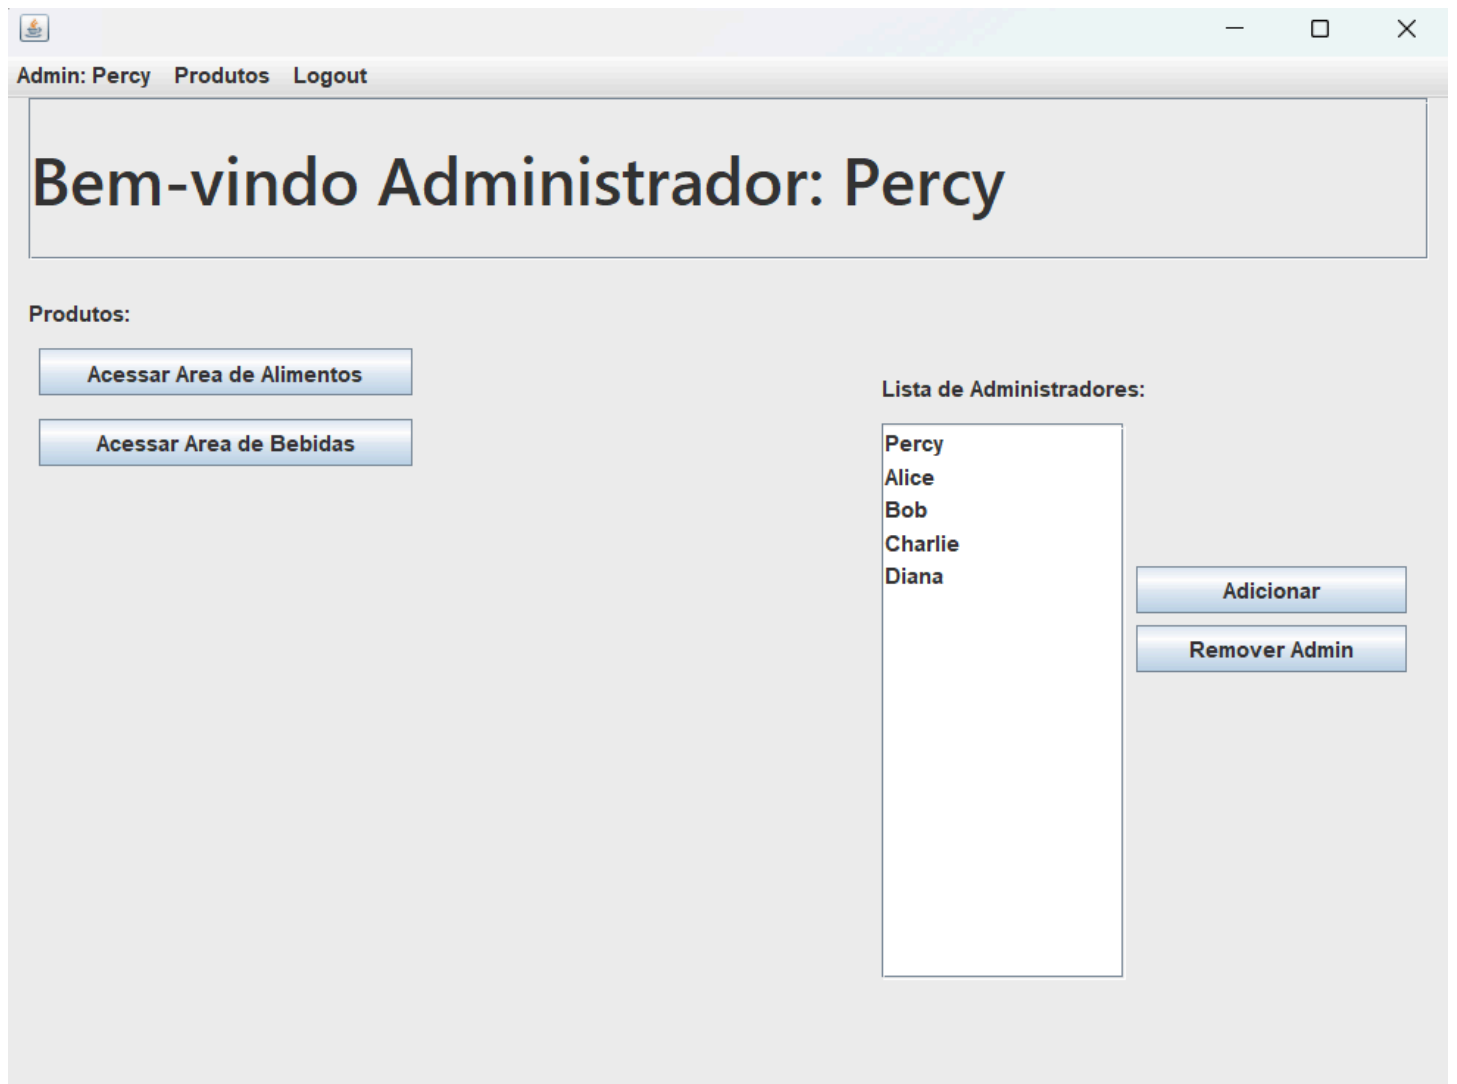 Admin: Percy Produtos Logout
Bem-vindo Administrador: Percy
Produtos:
Acessar Area de Alimentos
Acessar Area de Bebidas
Lista de Administradores:
Percy
Alice
Bob
Charlie
Diana
Adicionar
Remover Admin